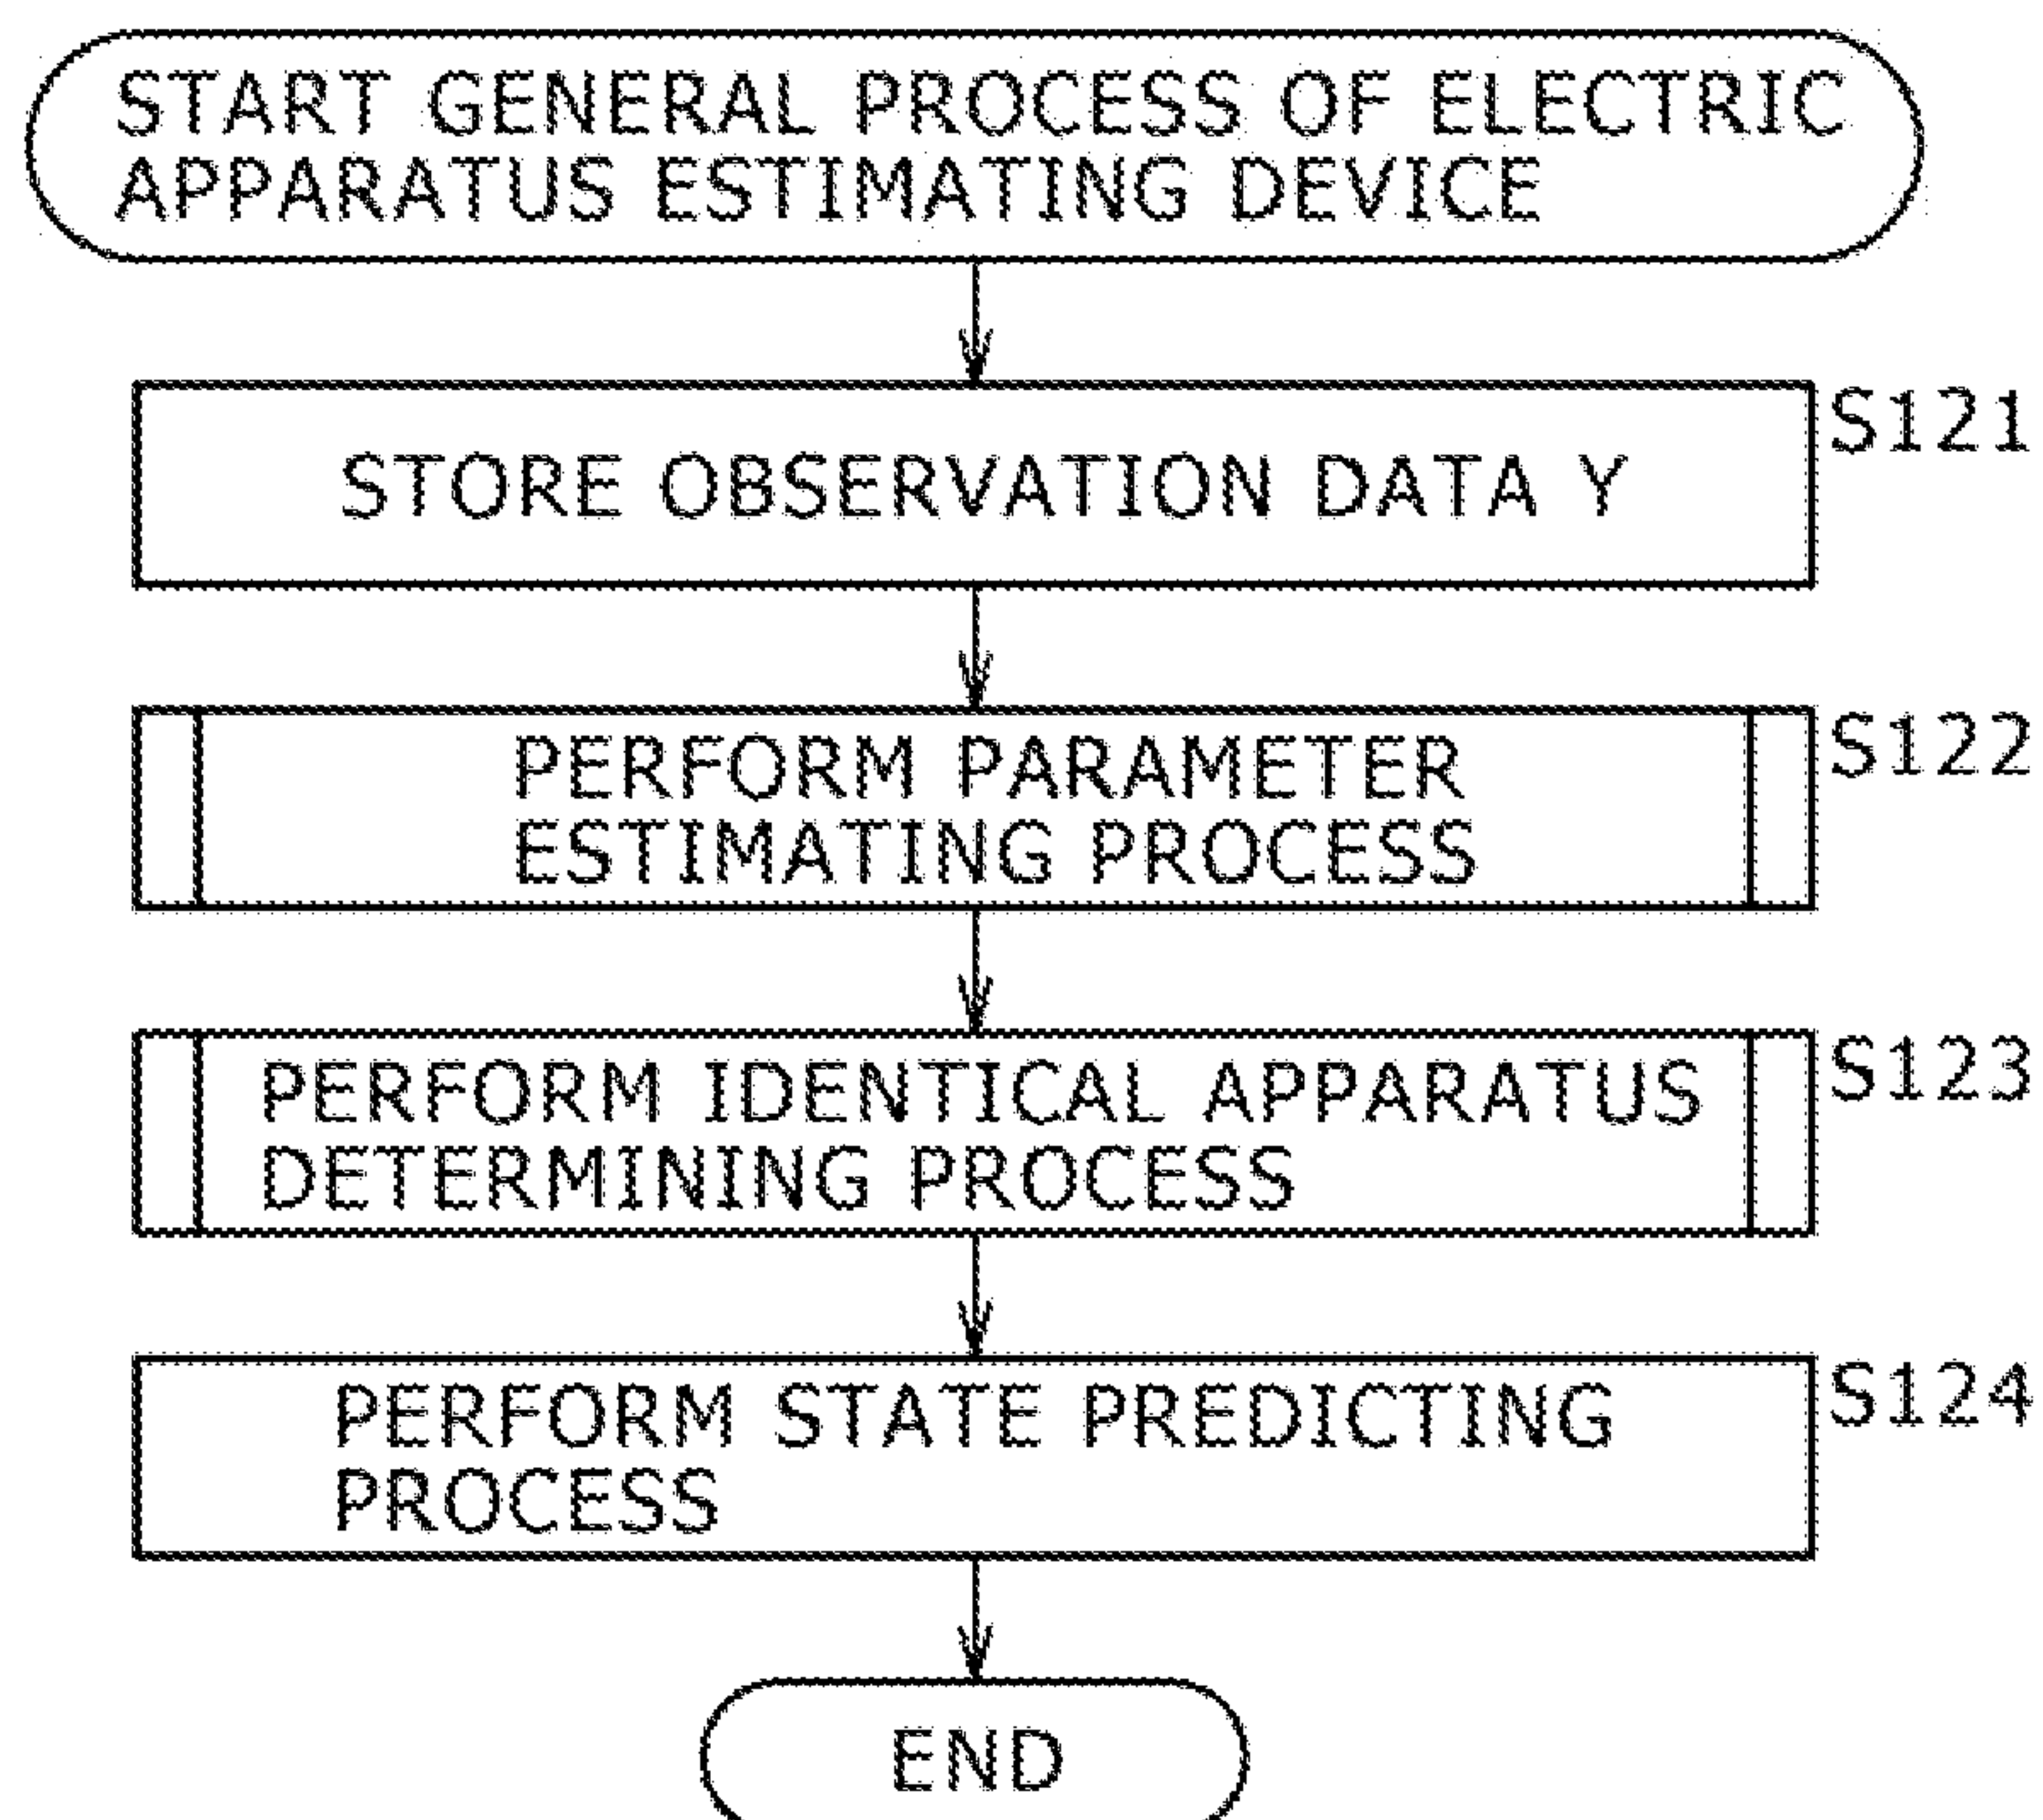 START GENERAL PROCESS OF ELECTRIC
APPARATUS ESTIMATING DEVICE
S121
STORE OBSERVATION DATA Y
S122
PERFORM PARAMETER
ESTIMATING PROCESS
S123
PERFORM IDENTICAL APPARATUS
DETERMINING PROCESS
S124
PERFORM STATE PREDICTING
PROCESS
END